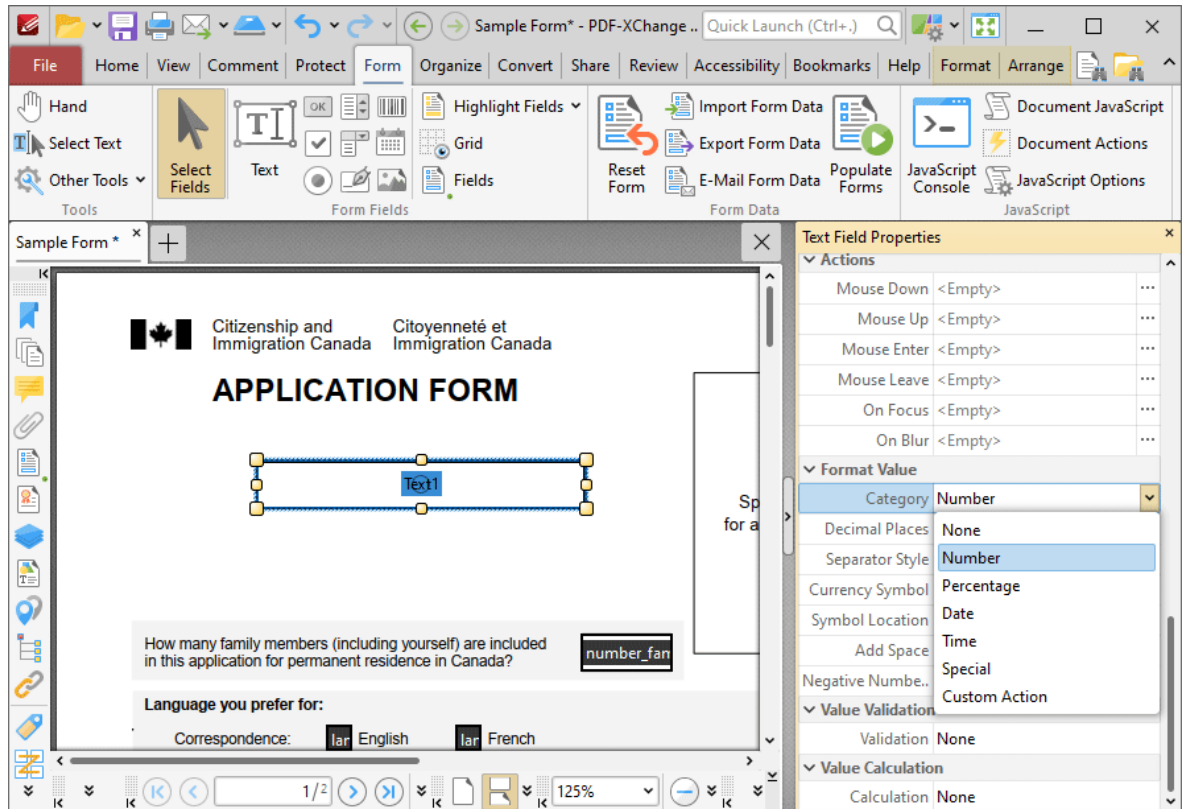 Sample Form* - PDF-XChange ..
Quick Launch (Ctrl+.)
File
Home
View
Comment
Protect
Form
Organize
Convert
Share
Review
Accessibility
Bookmarks
Help
Format
Arrange
Hand
Select Text
Other Tools
Tools
Select
Fields
Text
OK
Form Fields
Highlight Fields
Grid
Fields
Reset
Form
Import Form Data
Export Form Data
E-Mail Form Data
Form Data
Populate
Forms
JavaScript
Console
Document JavaScript
Document Actions
JavaScript Options
JavaScript
Sample Form *
Citizenship and
Immigration Canada
Citoyenneté et
Immigration Canada
APPLICATION FORM
Text1
Sp
for a
How many family members (including yourself) are included
in this application for permanent residence in Canada?
number_fam
Language you prefer for:
Correspondence:
lar
English
lar
French
1/2
125%
Text Field Properties
Actions
Mouse Down <Empty>
Mouse Up <Empty>
Mouse Enter <Empty>
Mouse Leave <Empty>
On Focus <Empty>
On Blur <Empty>
Format Value
Category Number
Decimal Places
Separator Style
Currency Symbol
Symbol Location
Add Space
Negative Numbe..
None
Number
Percentage
Date
Time
Special
Custom Action
Value Validation
Validation None
Value Calculation
Calculation None